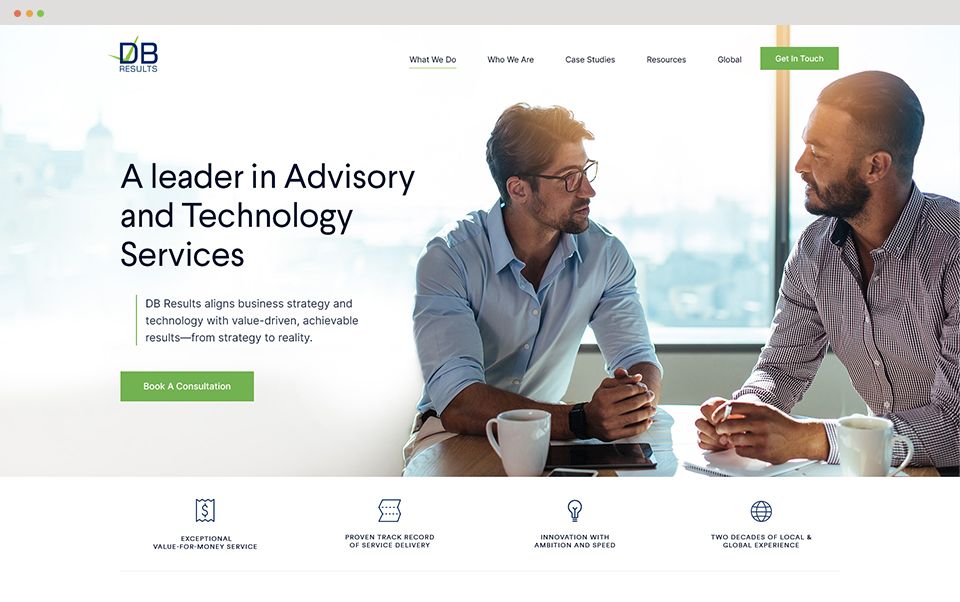 DB
RESULTS
What We Do
Who We Are
Case Studies
Resources
Global
Get In Touch
A leader in Advisory
and Technology
Services
DB Results aligns business strategy and
technology with value-driven, achievable
results—from strategy to reality.
Book A Consultation
$
EXCEPTIONAL
VALUE-FOR-MONEY SERVICE
PROVEN TRACK RECORD
OF SERVICE DELIVERY
INNOVATION WITH
AMBITION AND SPEED
TWO DECADES OF LOCAL &
GLOBAL EXPERIENCE